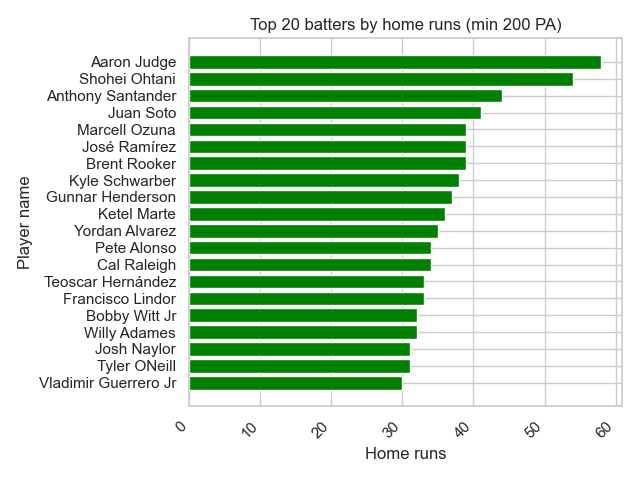 Top 20 batters by home runs (min 200 PA)
Player name
Aaron Judge
Shohei Ohtani
Anthony Santander
Juan Soto
Marcell Ozuna
José Ramírez
Brent Rooker
Kyle Schwarber
Gunnar Henderson
Ketel Marte
Yordan Alvarez
Pete Alonso
Cal Raleigh
Teoscar Hernández
Francisco Lindor
Bobby Witt Jr
Willy Adames
Josh Naylor
Tyler ONeill
Vladimir Guerrero Jr
0 10 20 30 40 50 60
Home runs